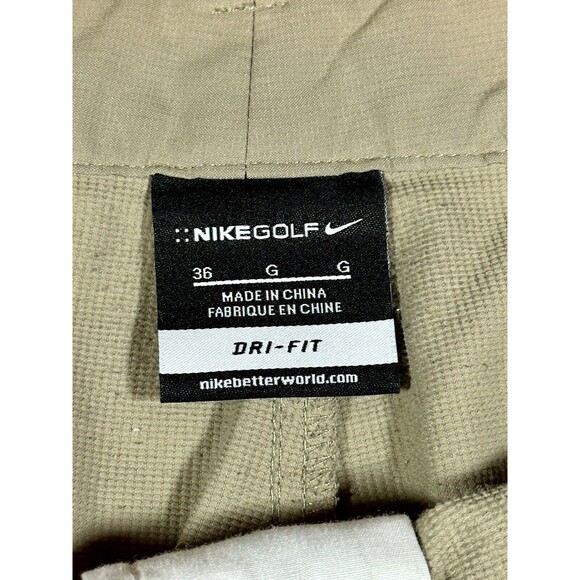 NIKEGOLF
36 G G
MADE IN CHINA
FABRIQUE EN CHINE
DRI-FIT
nikebetterworld.com